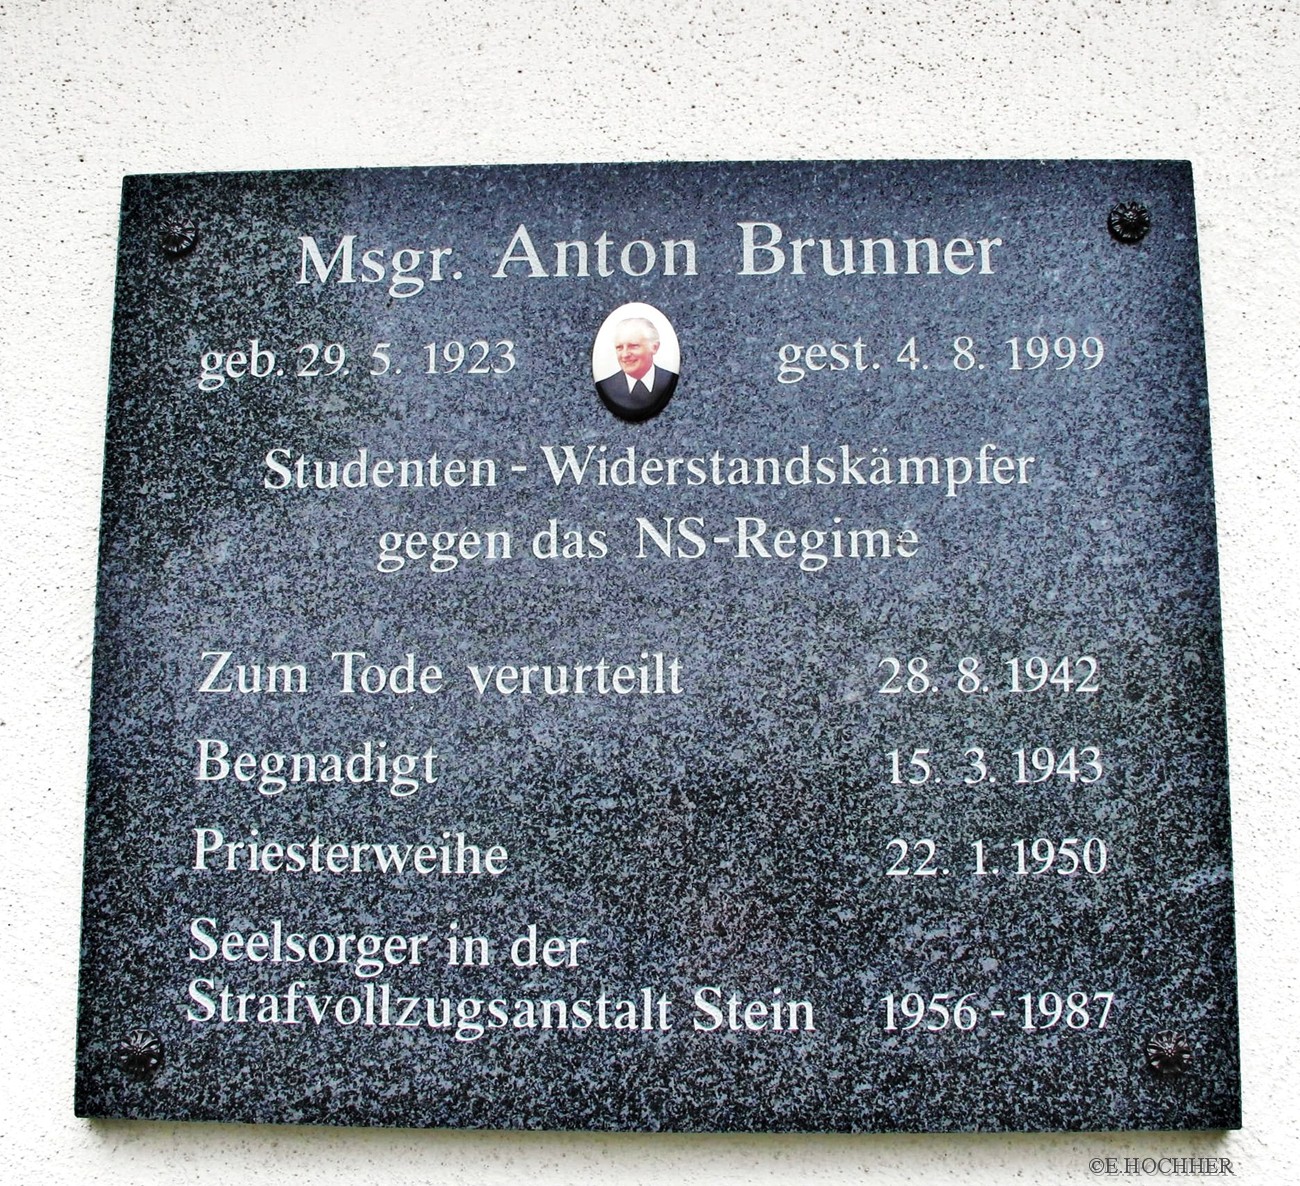 Msgr. Anton Brunner
geb. 29. 5. 1923 gest. 4. 8. 1999
Studenten - Widerstandskämpfer
gegen das NS-Regime
Zum Tode verurteilt 28. 8. 1942
Begnadigt 15. 3. 1943
Priesterweihe 22. 1. 1950
Seelsorger in der
Strafvollzugsanstalt Stein 1956 - 1987
©E.HOCHHER